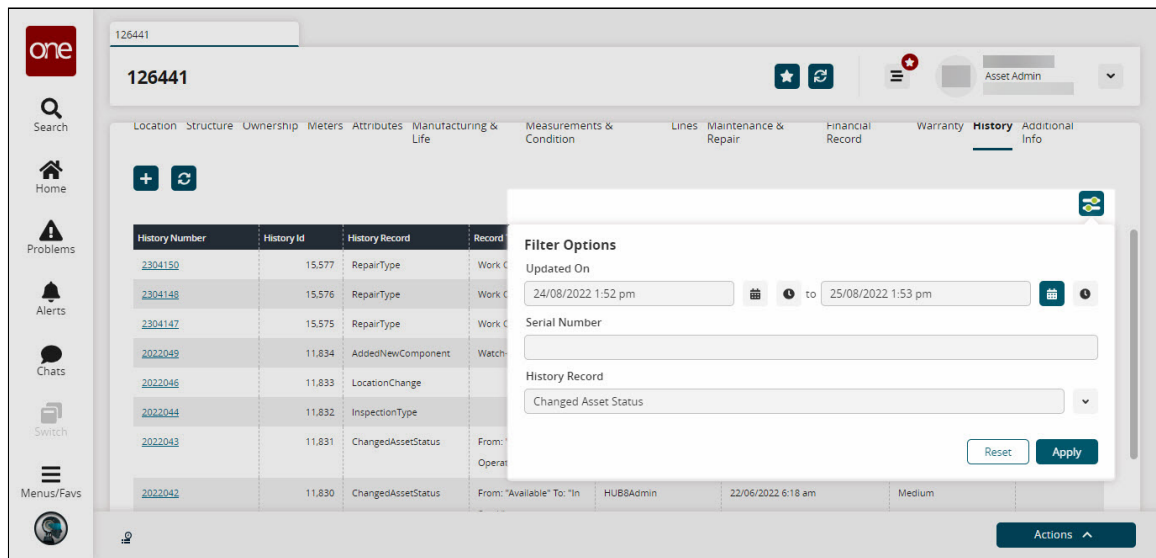 126441
one
126441
Asset Admin
Search
Location Structure Ownership Meters Attributes Manufacturing & Life Measurements & Condition Lines Maintenance & Repair Financial Record Warranty History Additional Info
Home
History Number History Id History Record Record
Filter Options
Problems
2304150 15,577 RepairType Work
Updated On
2304148 15,576 RepairType Work
24/08/2022 1:52 pm to 25/08/2022 1:53 pm
Alerts
2304147 15,575 RepairType Work
Serial Number
2022049 11,834 AddedNewComponent Watch-
Chats
2022046 11,833 LocationChange
History Record
2022044 11,832 InspectionType
Changed Asset Status
Switch
2022043 11,831 ChangedAssetStatus From: "
Operat
Reset Apply
Menus/Favs
2022042 11,830 ChangedAssetStatus From: "Available" To: "In HUB8Admin 22/06/2022 6:18 am Medium
Actions